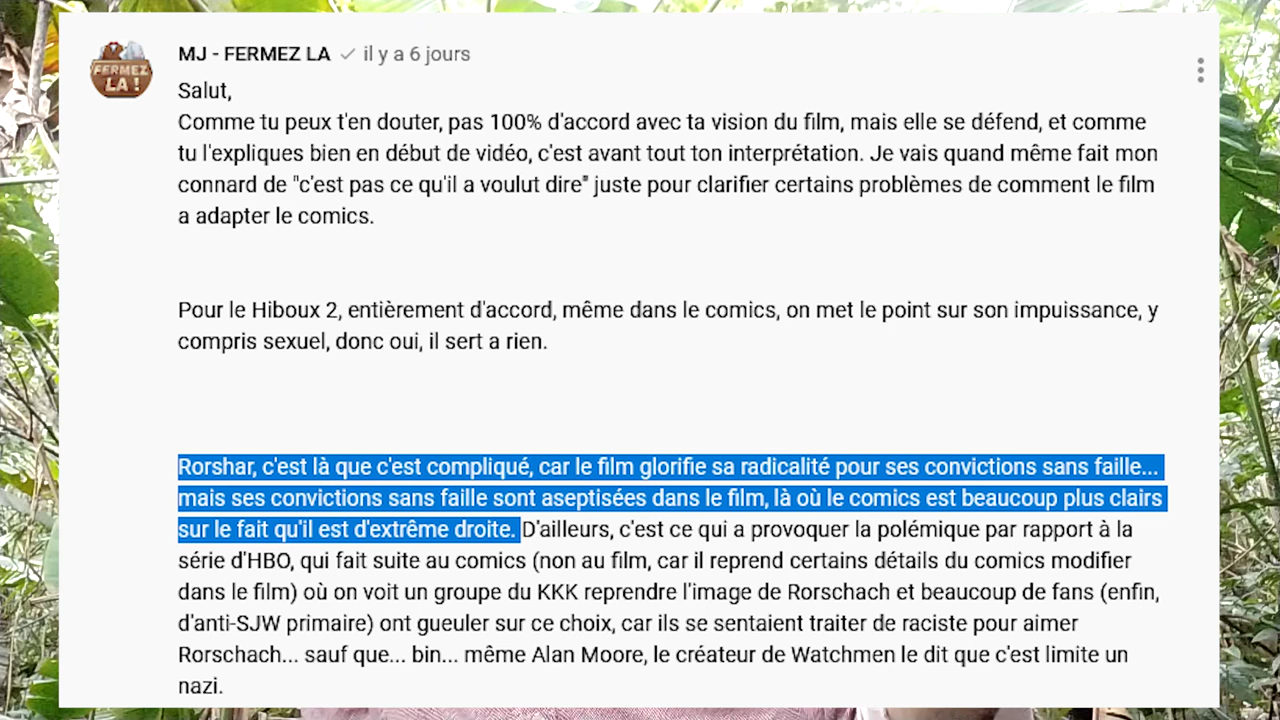 FERMEZ
LA !
MJ - FERMEZ LA ✓ il y a 6 jours
Salut,
Comme tu peux t'en douter, pas 100% d'accord avec ta vision du film, mais elle se défend, et comme
tu l'expliques bien en début de vidéo, c'est avant tout ton interprétation. Je vais quand même fait mon
connard de "c'est pas ce qu'il a voulut dire" juste pour clarifier certains problèmes de comment le film
a adapter le comics.
Pour le Hiboux 2, entièrement d'accord, même dans le comics, on met le point sur son impuissance, y
compris sexuel, donc oui, il sert a rien.
Rorshar, c'est là que c'est compliqué, car le film glorifie sa radicalité pour ses convictions sans faille...
mais ses convictions sans faille sont aseptisées dans le film, là où le comics est beaucoup plus clairs
sur le fait qu'il est d'extrême droite. D'ailleurs, c'est ce qui a provoquer la polémique par rapport à la
série d'HBO, qui fait suite au comics (non au film, car il reprend certains détails du comics modifier
dans le film) où on voit un groupe du KKK reprendre l'image de Rorschach et beaucoup de fans (enfin,
d'anti-SJW primaire) ont gueuler sur ce choix, car ils se sentaient traiter de raciste pour aimer
Rorschach... sauf que... bin... même Alan Moore, le créateur de Watchmen le dit que c'est limite un
nazi.